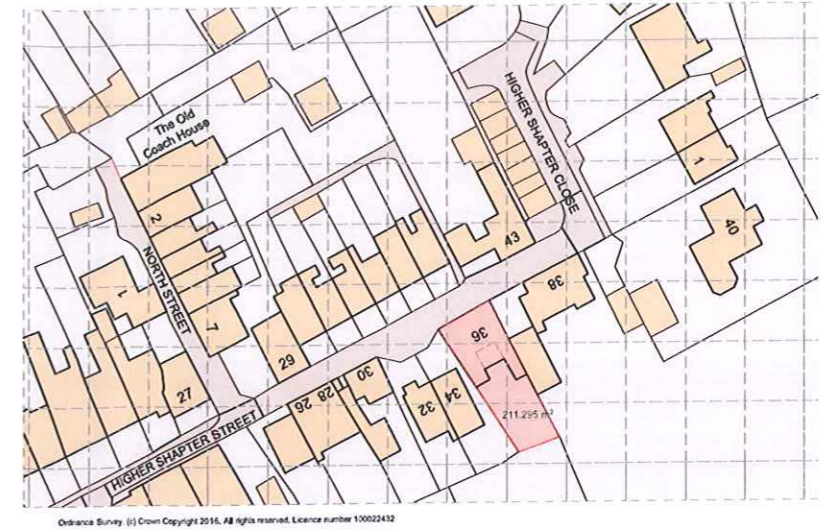 The Old
Coach House
HIGHER SHAPTER CLOSE
1
40
2
NORTH STREET
43
1
38
7
36
29
30
28
34
27
26
32
211.295 m²
HIGHER SHAPTER STREET
Ordnance Survey, (c) Crown Copyright 2016, All rights reserved. Licence number 100022432